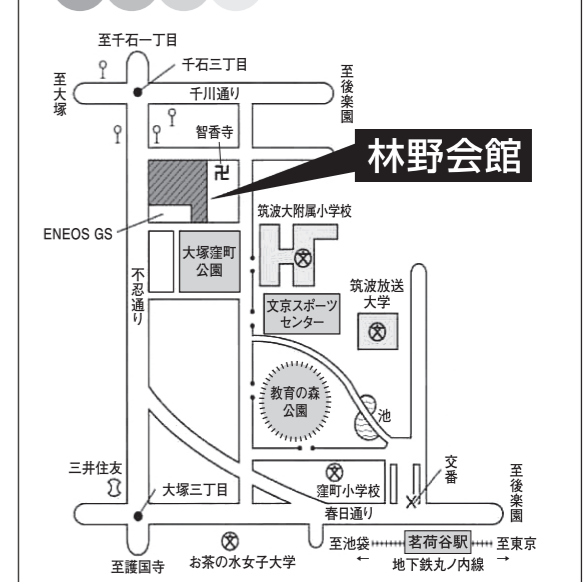 至千石一丁目
千石三丁目
至大塚
千川通り
至後楽園
智香寺
林野会館
ENEOS GS
筑波大附属小学校
大塚窪町
公園
不忍通り
筑波放送
大学
文京スポーツ
センター
教育の森
公園
池
三井住友
大塚三丁目
窪町小学校
交番
至後楽園
春日通り
至護国寺
お茶の水女子大学
至池袋
茗荷谷駅
至東京
←
地下鉄丸ノ内線
→